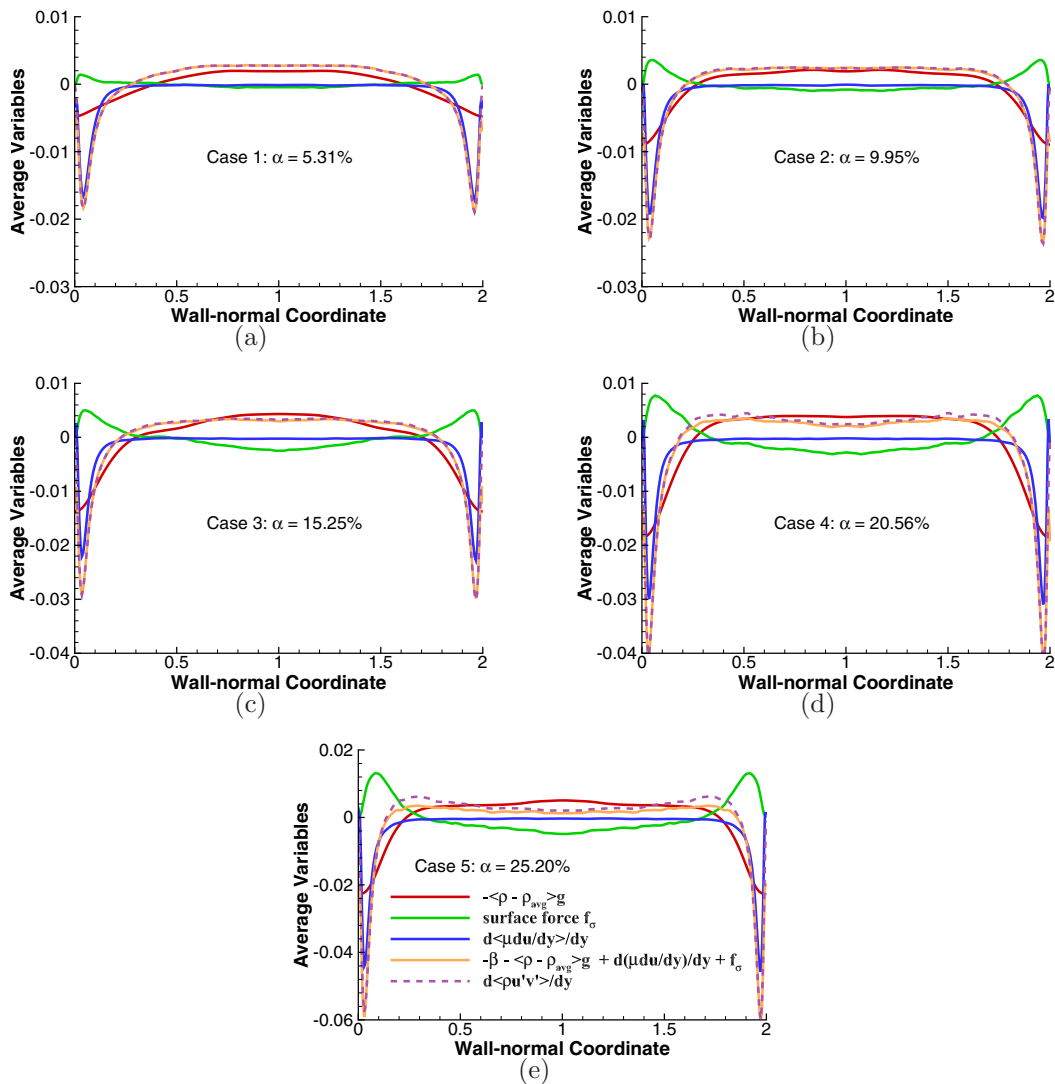 0.01
0
-0.01
-0.02
-0.03
Average Variables
Case 1: α = 5.31%
0 0.5 1 1.5 2
Wall-normal Coordinate
(a)
0.01
0
-0.01
-0.02
-0.03
Average Variables
Case 2: α = 9.95%
0 0.5 1 1.5 2
Wall-normal Coordinate
(b)
0.01
0
-0.01
-0.02
-0.03
-0.04
Average Variables
Case 3: α = 15.25%
0 0.5 1 1.5 2
Wall-normal Coordinate
(c)
0.01
0
-0.01
-0.02
-0.03
-0.04
Average Variables
Case 4: α = 20.56%
0 0.5 1 1.5 2
Wall-normal Coordinate
(d)
0.02
0
-0.02
-0.04
-0.06
Average Variables
Case 5: α = 25.20%
-<ρ - ρavg>g
surface force fσ
d<μdu/dy>/dy
-β - <ρ - ρavg>g + d(μdu/dy)/dy + fσ
d<ρu'v'>/dy
0 0.5 1 1.5 2
Wall-normal Coordinate
(e)